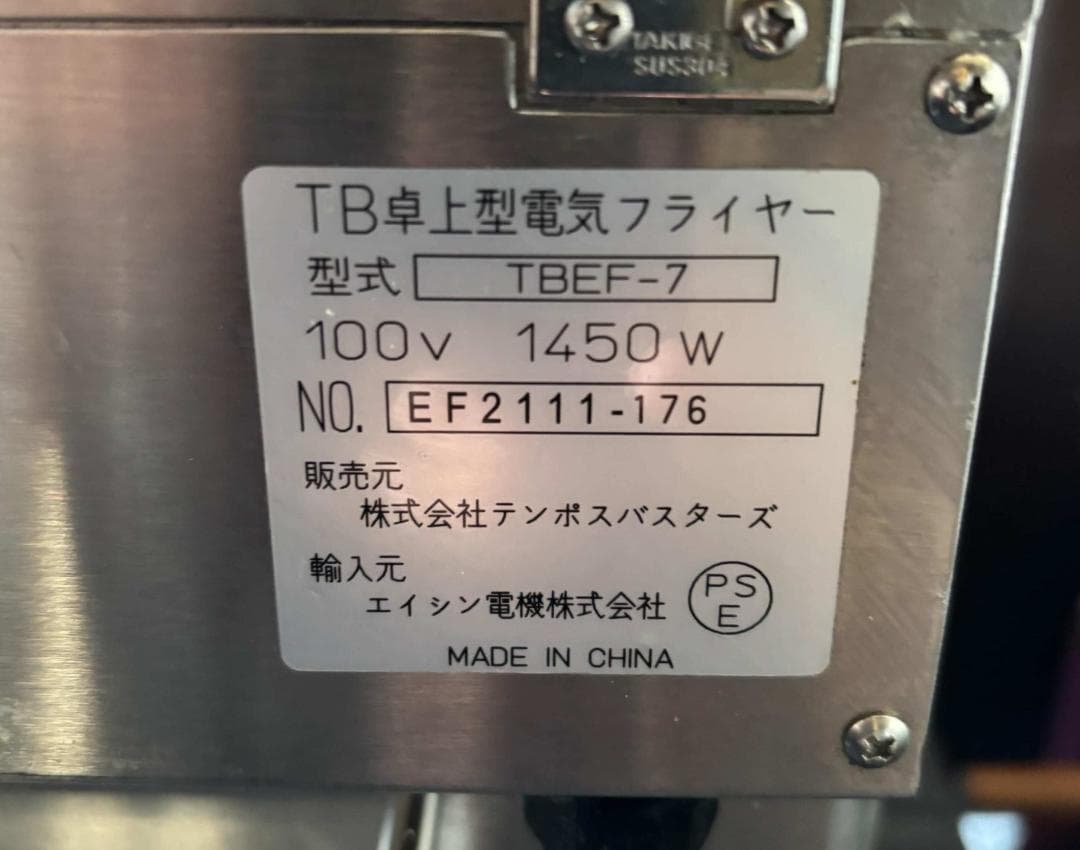 SUS304
TB卓上型電気フライヤー
型式 TBEF-7
100V 1450W
NO. EF2111-176
販売元
株式会社テンポスバスターズ
輸入元
エイシン電機株式会社
PS
E
MADE IN CHINA